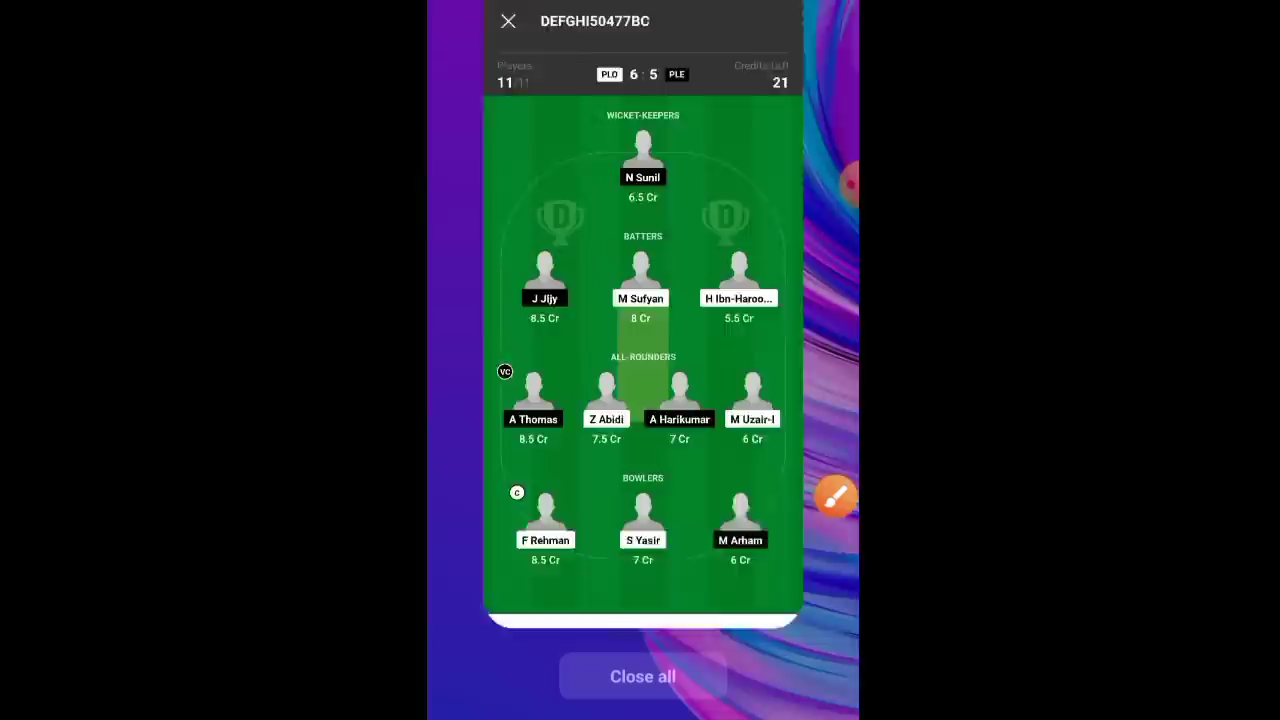 DEFGHI50477BC
Players
Credits Left
11/11
PLO 6 : 5 PLE
21
WICKET-KEEPERS
N Sunil
6.5 Cr
D D
BATTERS
J JIjy M Sufyan H Ibn-Haroo...
8.5 Cr 8 Cr 5.5 Cr
ALL-ROUNDERS
VC
A Thomas Z Abidi A Harikumar M Uzair-I
8.5 Cr 7.5 Cr 7 Cr 6 Cr
BOWLERS
C
F Rehman S Yasir M Arham
8.5 Cr 7 Cr 6 Cr
Close all